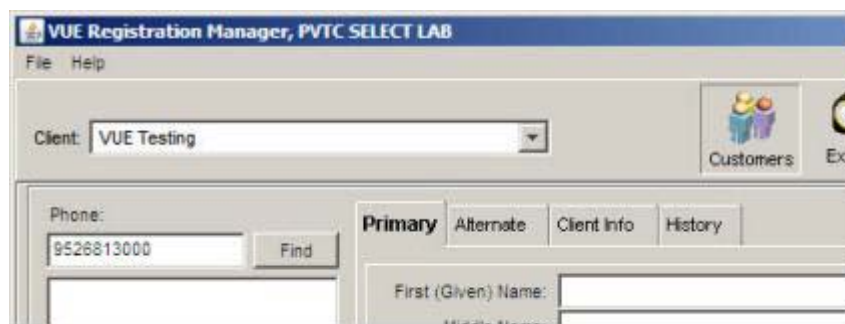 VUE Registration Manager, PVTC SELECT LAB
File Help
Client: VUE Testing
Customers
Phone:
9526813000
Find
Primary Alternate Client Info History
First (Given) Name: